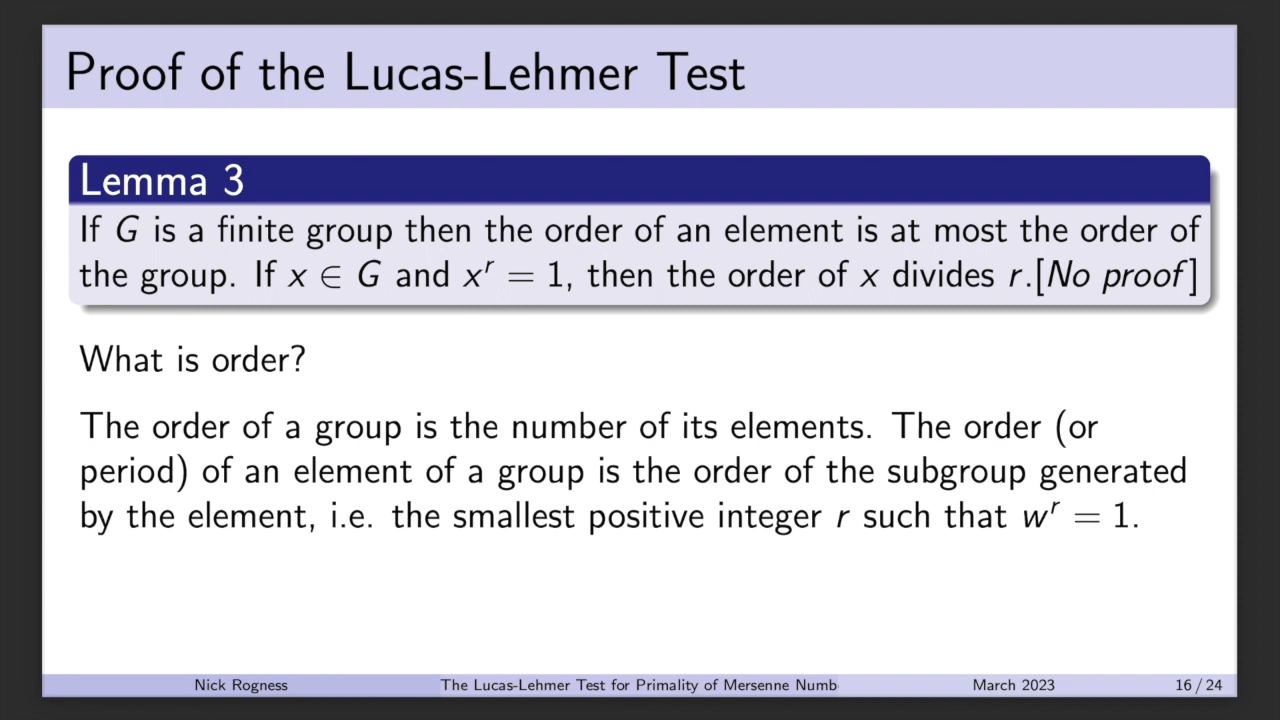 Proof of the Lucas-Lehmer Test
Lemma 3
If G is a finite group then the order of an element is at most the order of
the group. If x ∈ G and xʳ = 1, then the order of x divides r.[No proof]
What is order?
The order of a group is the number of its elements. The order (or
period) of an element of a group is the order of the subgroup generated
by the element, i.e. the smallest positive integer r such that wʳ = 1.
Nick Rogness The Lucas-Lehmer Test for Primality of Mersenne Numb March 2023 16 / 24